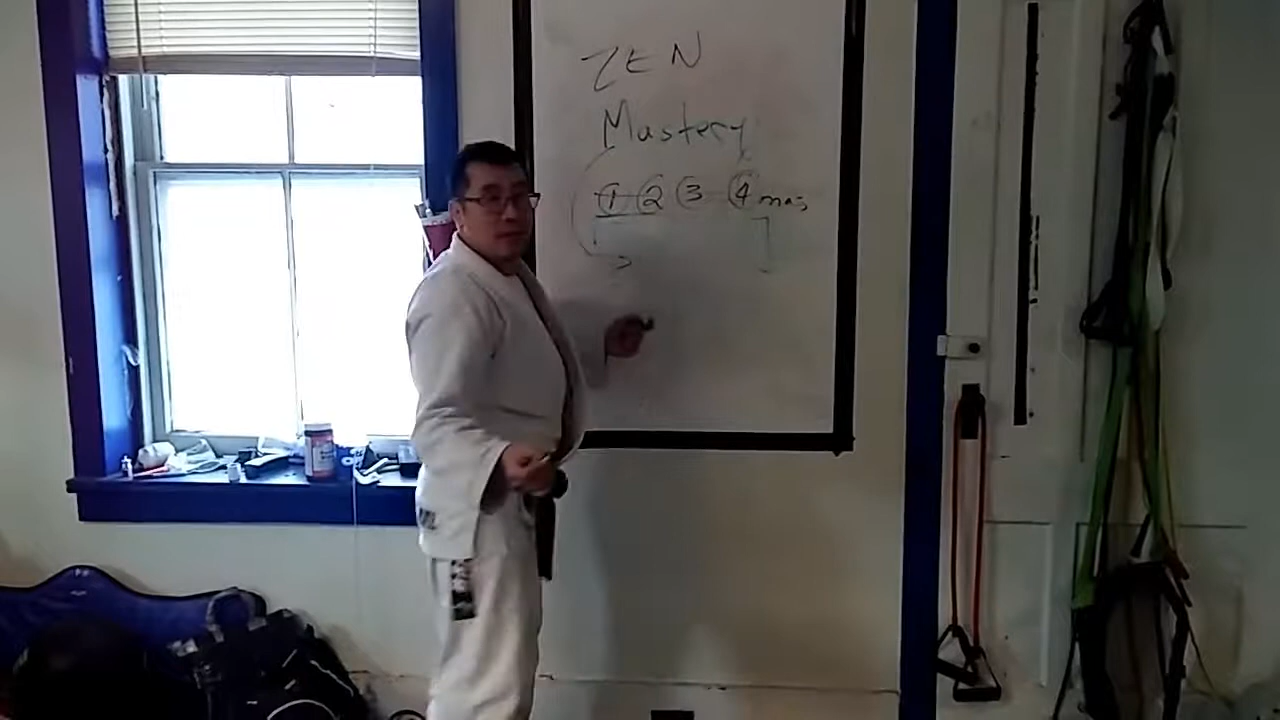 ZEN
Mastery
① ② ③ ④ mas